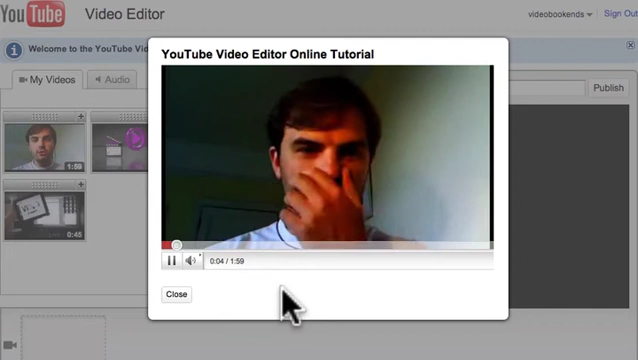 YouTube Video Editor
videobookends
Sign Out
Welcome to the YouTube Vid
My Videos
Audio
Publish
YouTube Video Editor Online Tutorial
1:59
0:45
0:04 / 1:59
Close